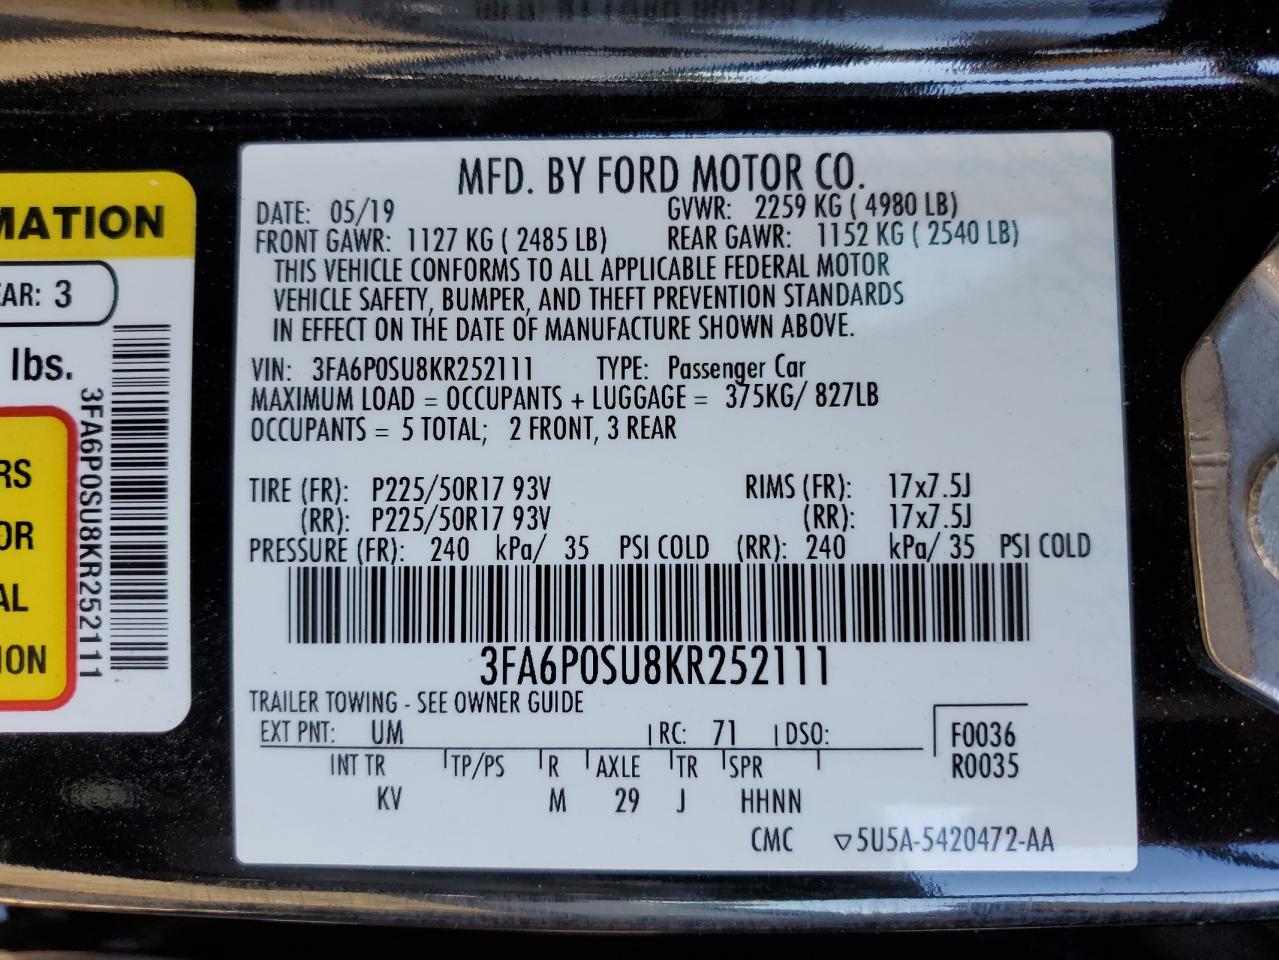 MFD. BY FORD MOTOR CO.
DATE: 05/19 GVWR: 2259 KG ( 4980 LB)
FRONT GAWR: 1127 KG ( 2485 LB) REAR GAWR: 1152 KG ( 2540 LB)
THIS VEHICLE CONFORMS TO ALL APPLICABLE FEDERAL MOTOR
VEHICLE SAFETY, BUMPER, AND THEFT PREVENTION STANDARDS
IN EFFECT ON THE DATE OF MANUFACTURE SHOWN ABOVE.
VIN: 3FA6P0SU8KR252111 TYPE: Passenger Car
MAXIMUM LOAD = OCCUPANTS + LUGGAGE = 375KG/ 827LB
OCCUPANTS = 5 TOTAL; 2 FRONT, 3 REAR
TIRE (FR): P225/50R17 93V RIMS (FR): 17x7.5J
(RR): P225/50R17 93V (RR): 17x7.5J
PRESSURE (FR): 240 kPa/ 35 PSI COLD (RR): 240 kPa/ 35 PSI COLD
3FA6P0SU8KR252111
TRAILER TOWING - SEE OWNER GUIDE
EXT PNT: UM RC: 71 DSO: F0036
INT TR TP/PS R AXLE TR SPR R0035
KV M 29 J HHNN
CMC ▽5U5A-5420472-AA
MATION
EAR: 3
lbs.
3FA6P0SU8KR252111
RS
OR
AL
ION